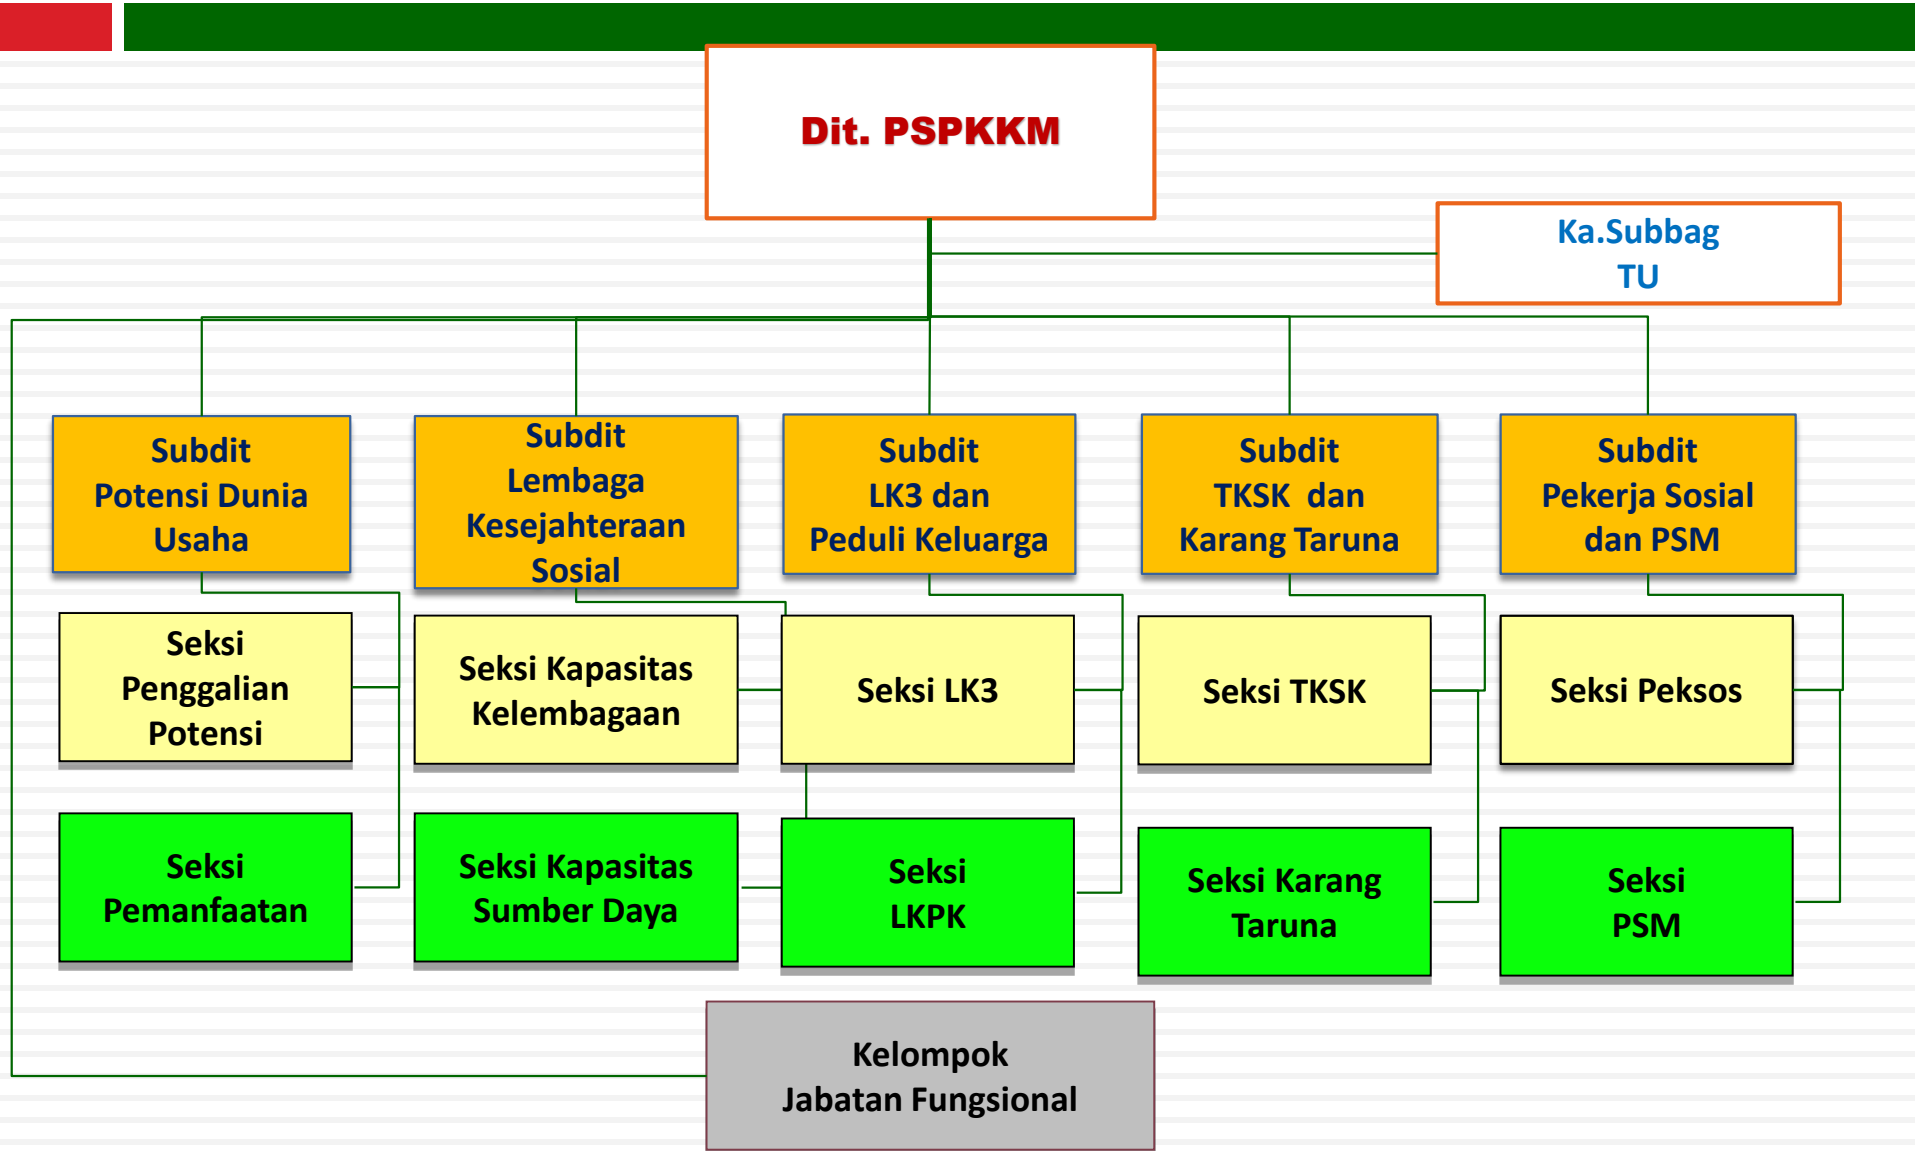 Dit. PSPKKM
Ka.Subbag
TU
Subdit
Potensi Dunia
Usaha
Subdit
Lembaga
Kesejahteraan
Sosial
Subdit
LK3 dan
Peduli Keluarga
Subdit
TKSK dan
Karang Taruna
Subdit
Pekerja Sosial
dan PSM
Seksi
Penggalian
Potensi
Seksi Kapasitas
Kelembagaan
Seksi LK3
Seksi TKSK
Seksi Peksos
Seksi
Pemanfaatan
Seksi Kapasitas
Sumber Daya
Seksi
LKPK
Seksi Karang
Taruna
Seksi
PSM
Kelompok
Jabatan Fungsional